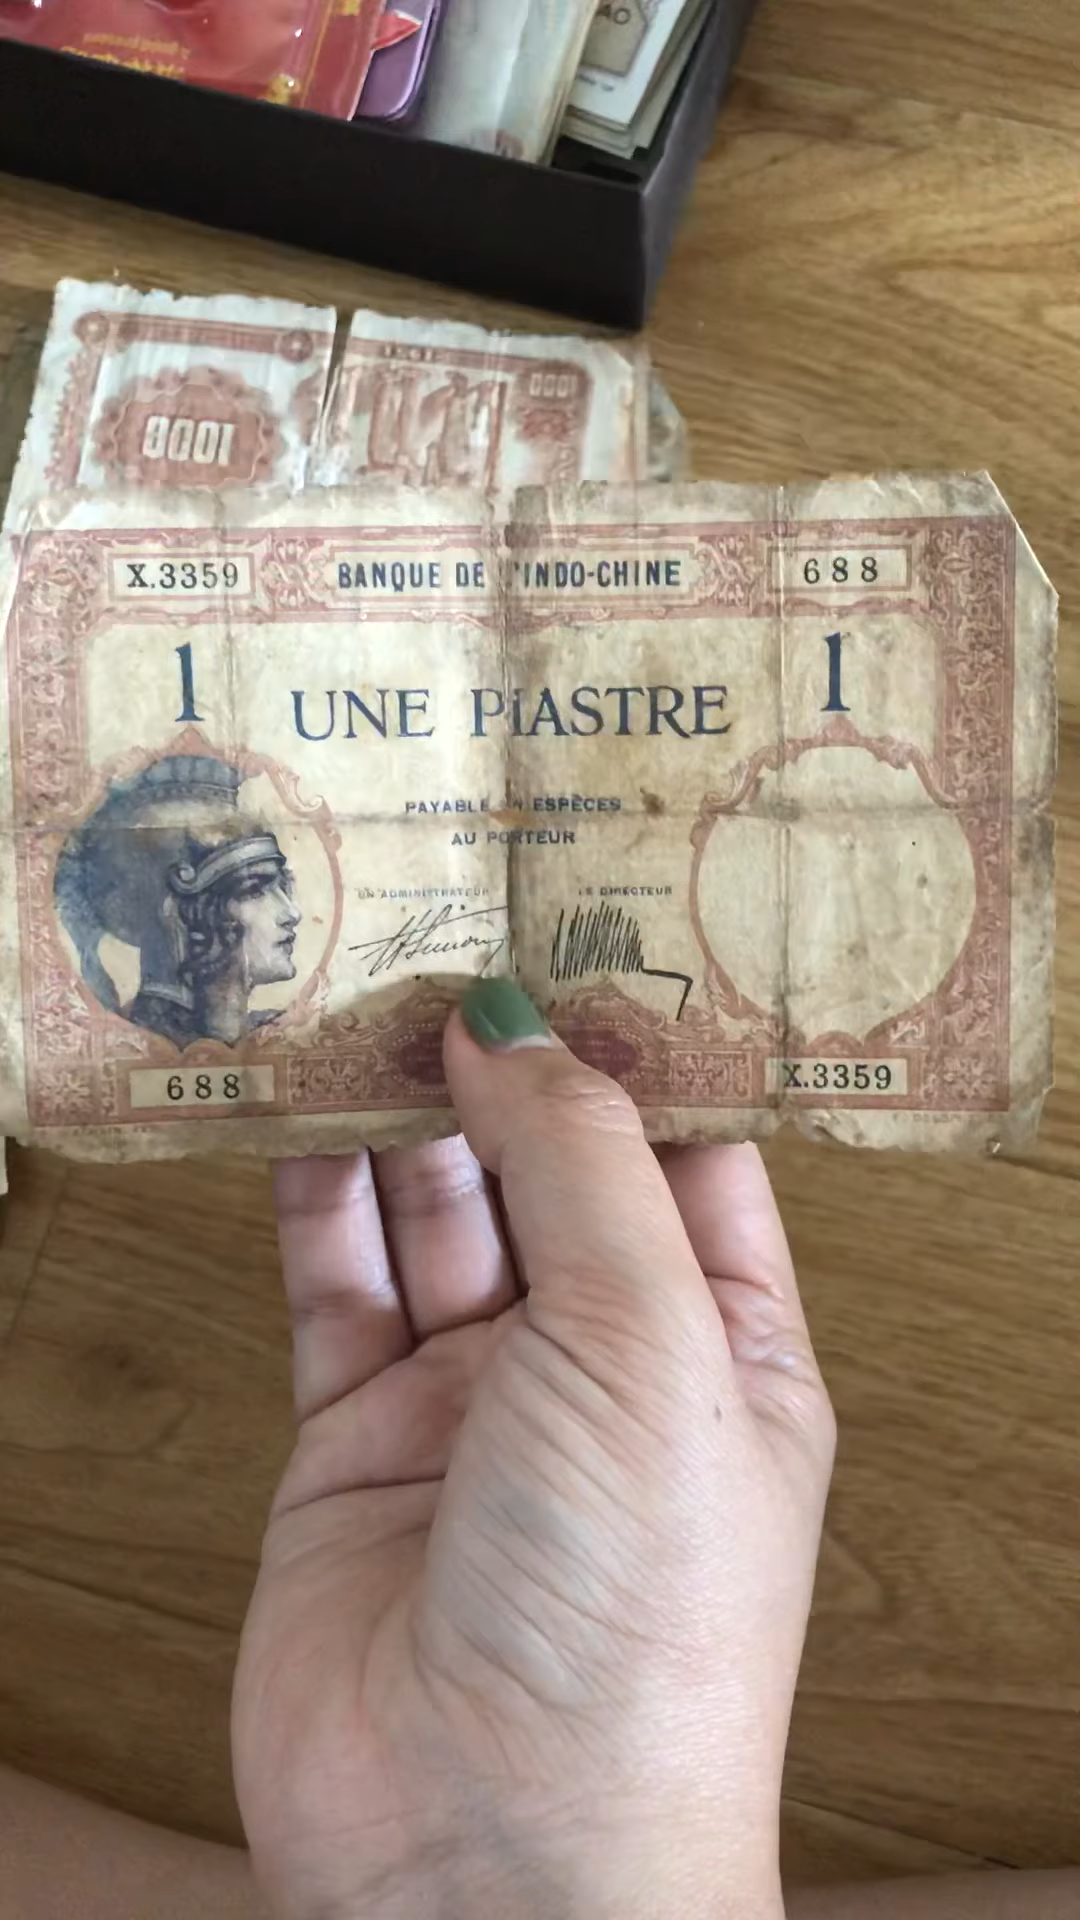 AO
1000
1000
X.3359
BANQUE DE L'INDO-CHINE
688
1
1
UNE PIASTRE
PAYABLE EN ESPÈCES
AU PORTEUR
UN ADMINISTRATEUR
LE DIRECTEUR
688
X.3359